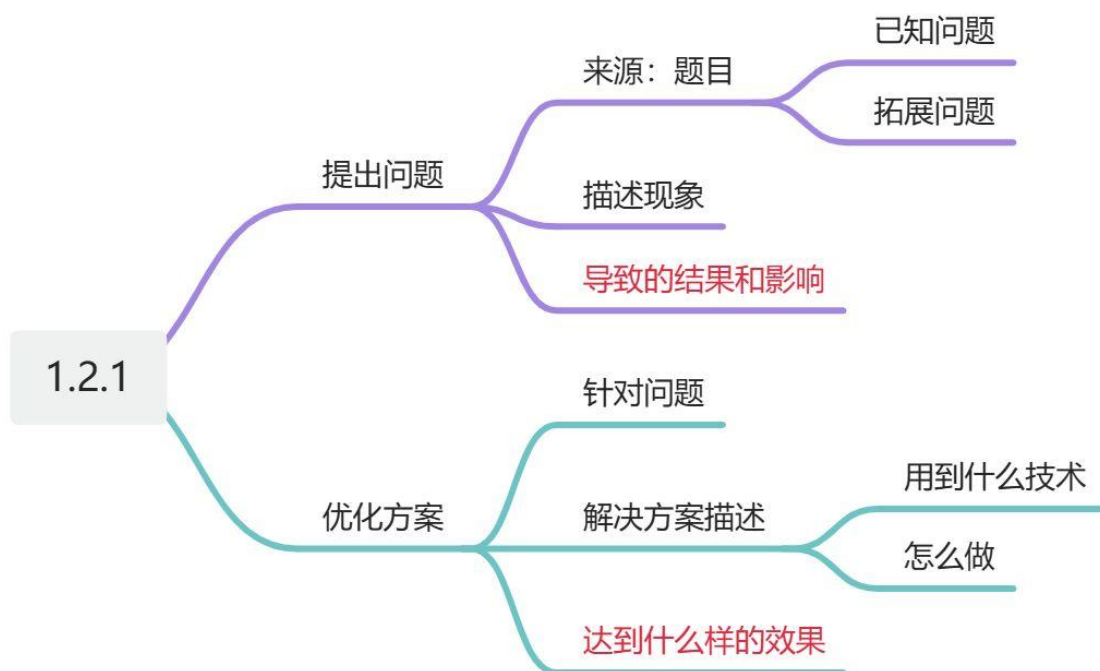 1.2.1
提出问题
来源：题目
已知问题
拓展问题
描述现象
导致的结果和影响
优化方案
针对问题
解决方案描述
用到什么技术
怎么做
达到什么样的效果